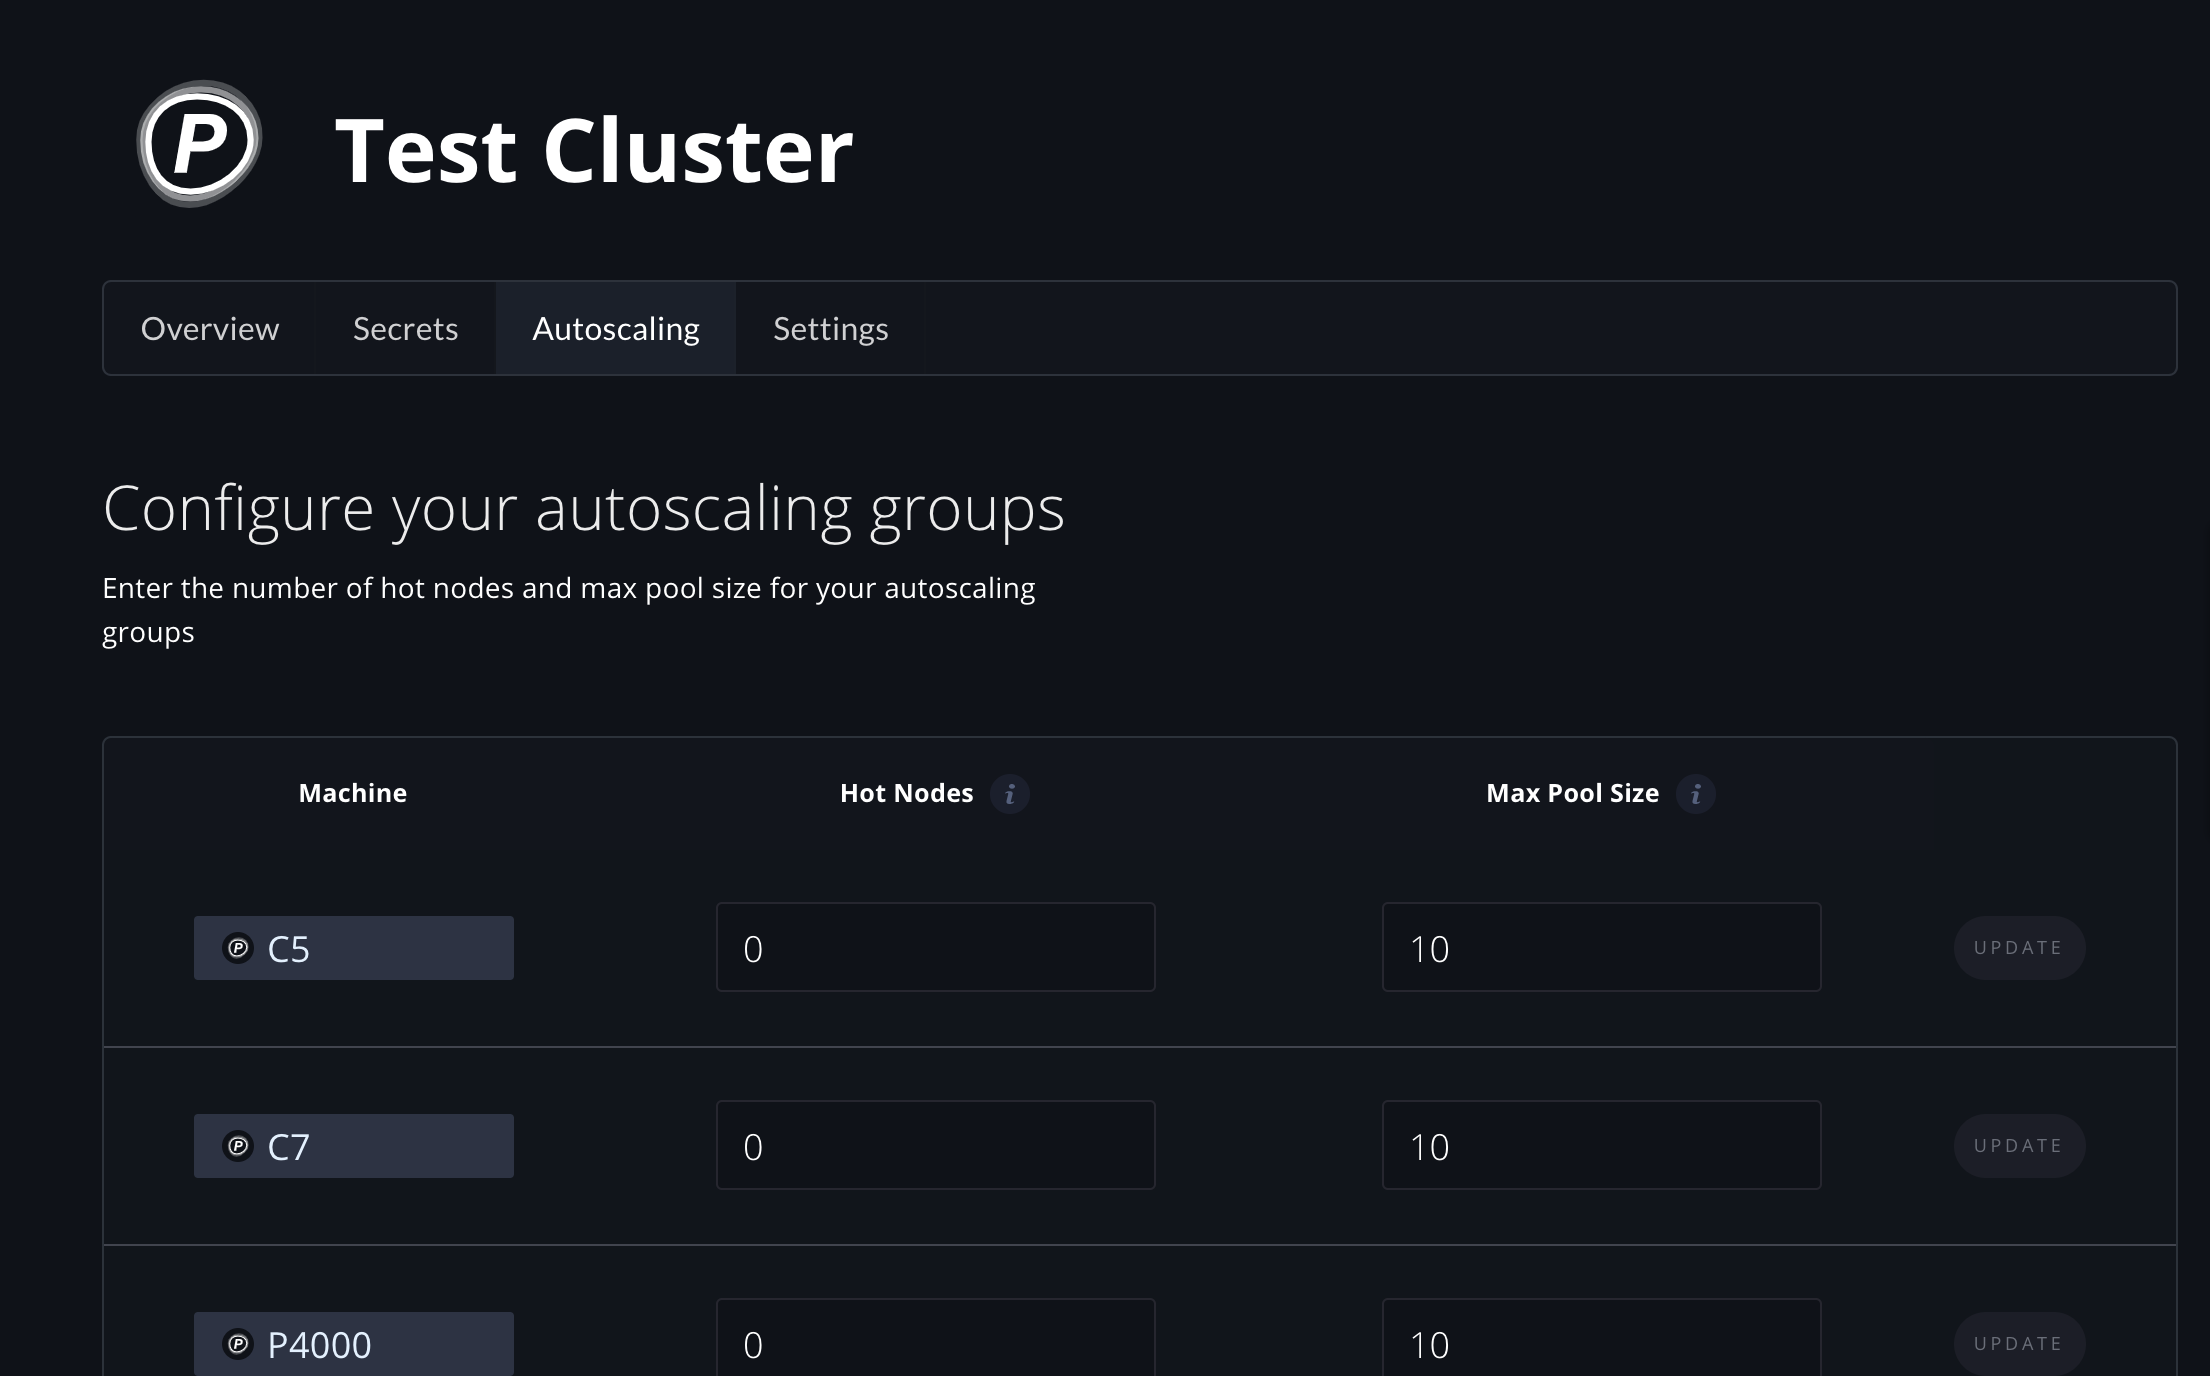 P
Test Cluster
Overview Secrets Autoscaling Settings
Configure your autoscaling groups
Enter the number of hot nodes and max pool size for your autoscaling
groups
Machine Hot Nodes i Max Pool Size i
P C5 0 10 UPDATE
P C7 0 10 UPDATE
P P4000 0 10 UPDATE